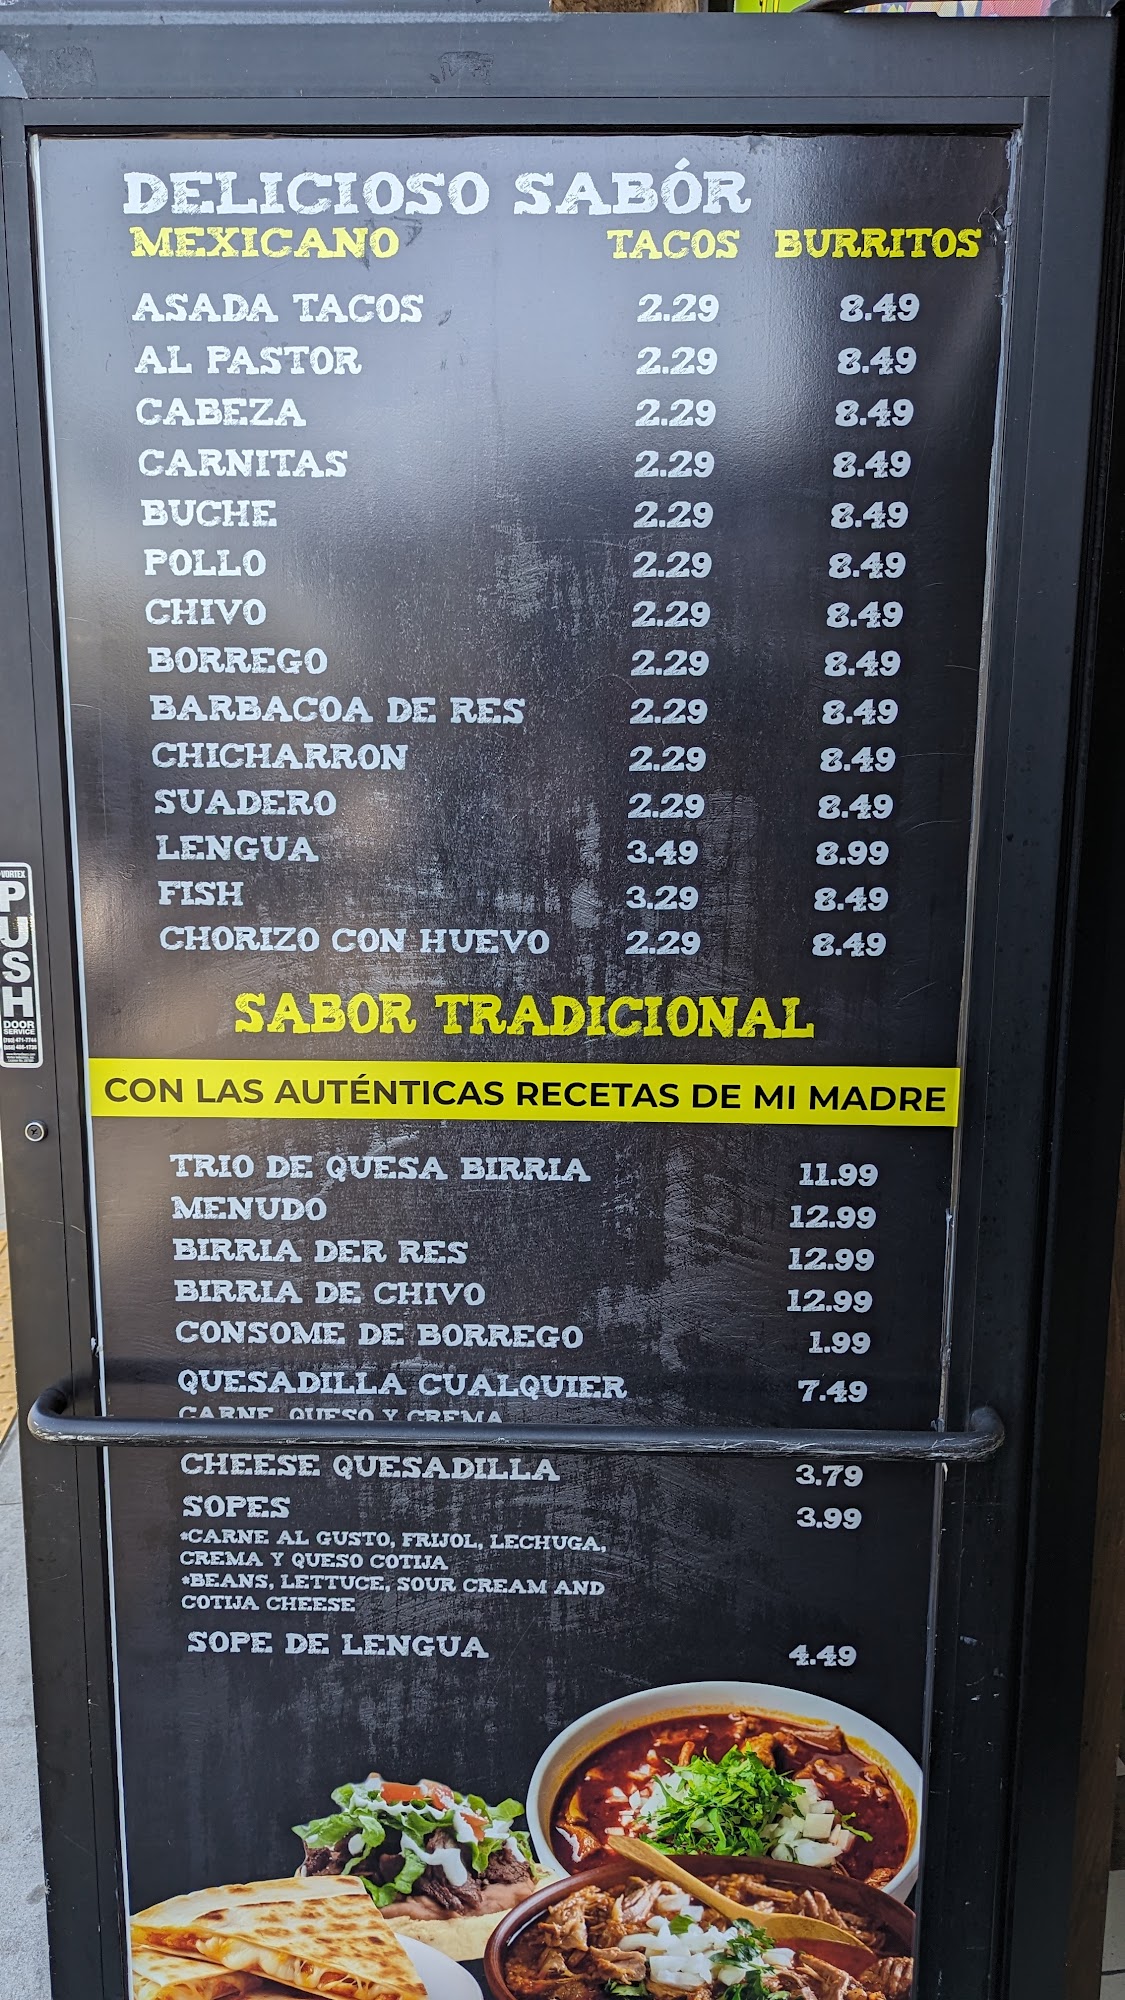 DELICIOSO SABÓR
MEXICANO TACOS BURRITOS
ASADA TACOS 2.29 8.49
AL PASTOR 2.29 8.49
CABEZA 2.29 8.49
CARNITAS 2.29 8.49
BUCHE 2.29 8.49
POLLO 2.29 8.49
CHIVO 2.29 8.49
BORREGO 2.29 8.49
BARBACOA DE RES 2.29 8.49
CHICHARRON 2.29 8.49
SUADERO 2.29 8.49
LENGUA 3.49 8.99
FISH 3.29 8.49
CHORIZO CON HUEVO 2.29 8.49
VORTEX
PUSH
DOOR
SERVICE
SABOR TRADICIONAL
CON LAS AUTÉNTICAS RECETAS DE MI MADRE
TRIO DE QUESA BIRRIA 11.99
MENUDO 12.99
BIRRIA DER RES 12.99
BIRRIA DE CHIVO 12.99
CONSOME DE BORREGO 1.99
QUESADILLA CUALQUIER 7.49
CARNE, QUESO Y CREMA
CHEESE QUESADILLA 3.79
SOPES 3.99
*CARNE AL GUSTO, FRIJOL, LECHUGA,
CREMA Y QUESO COTIJA
*BEANS, LETTUCE, SOUR CREAM AND
COTIJA CHEESE
SOPE DE LENGUA 4.49